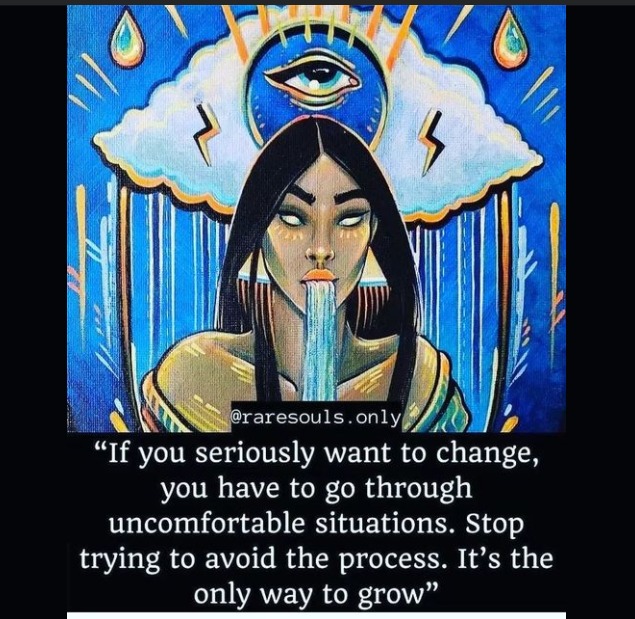 @raresouls.only
“If you seriously want to change,
you have to go through
uncomfortable situations. Stop
trying to avoid the process. It’s the
only way to grow”